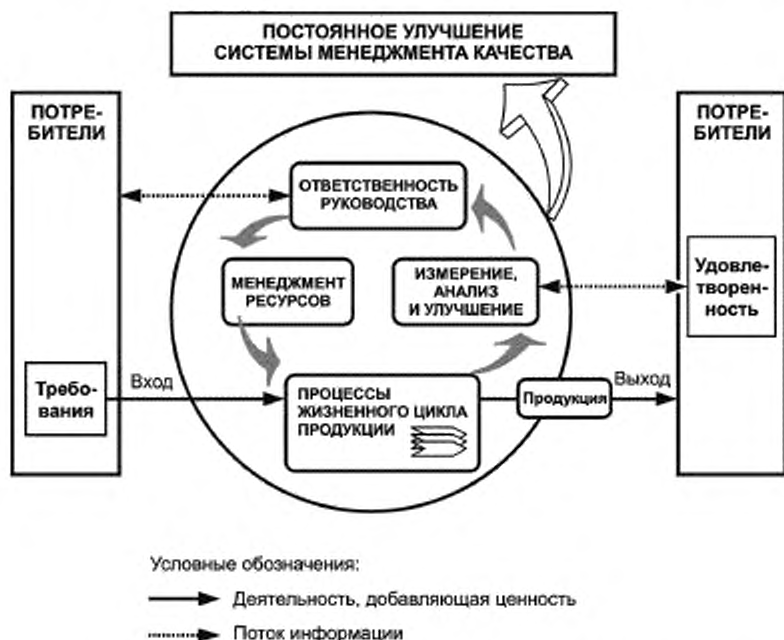 ПОСТОЯННОЕ УЛУЧШЕНИЕ
СИСТЕМЫ МЕНЕДЖМЕНТА КАЧЕСТВА
ПОТРЕ-
БИТЕЛИ
ПОТРЕ-
БИТЕЛИ
ОТВЕТСТВЕННОСТЬ
РУКОВОДСТВА
МЕНЕДЖМЕНТ
РЕСУРСОВ
ИЗМЕРЕНИЕ,
АНАЛИЗ
И УЛУЧШЕНИЕ
Удовле-
творен-
ность
Требо-
вания
Вход
ПРОЦЕССЫ
ЖИЗНЕННОГО ЦИКЛА
ПРОДУКЦИИ
Продукция
Выход
Условные обозначения:
Деятельность, добавляющая ценность
Поток информации